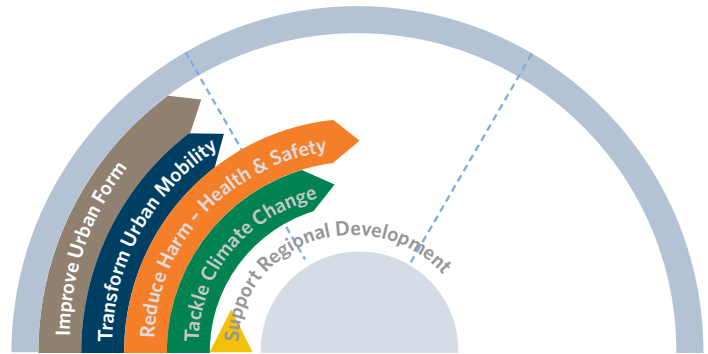 Improve Urban Form
Transform Urban Mobility
Reduce Harm – Health & Safety
Tackle Climate Change
Support Regional Development